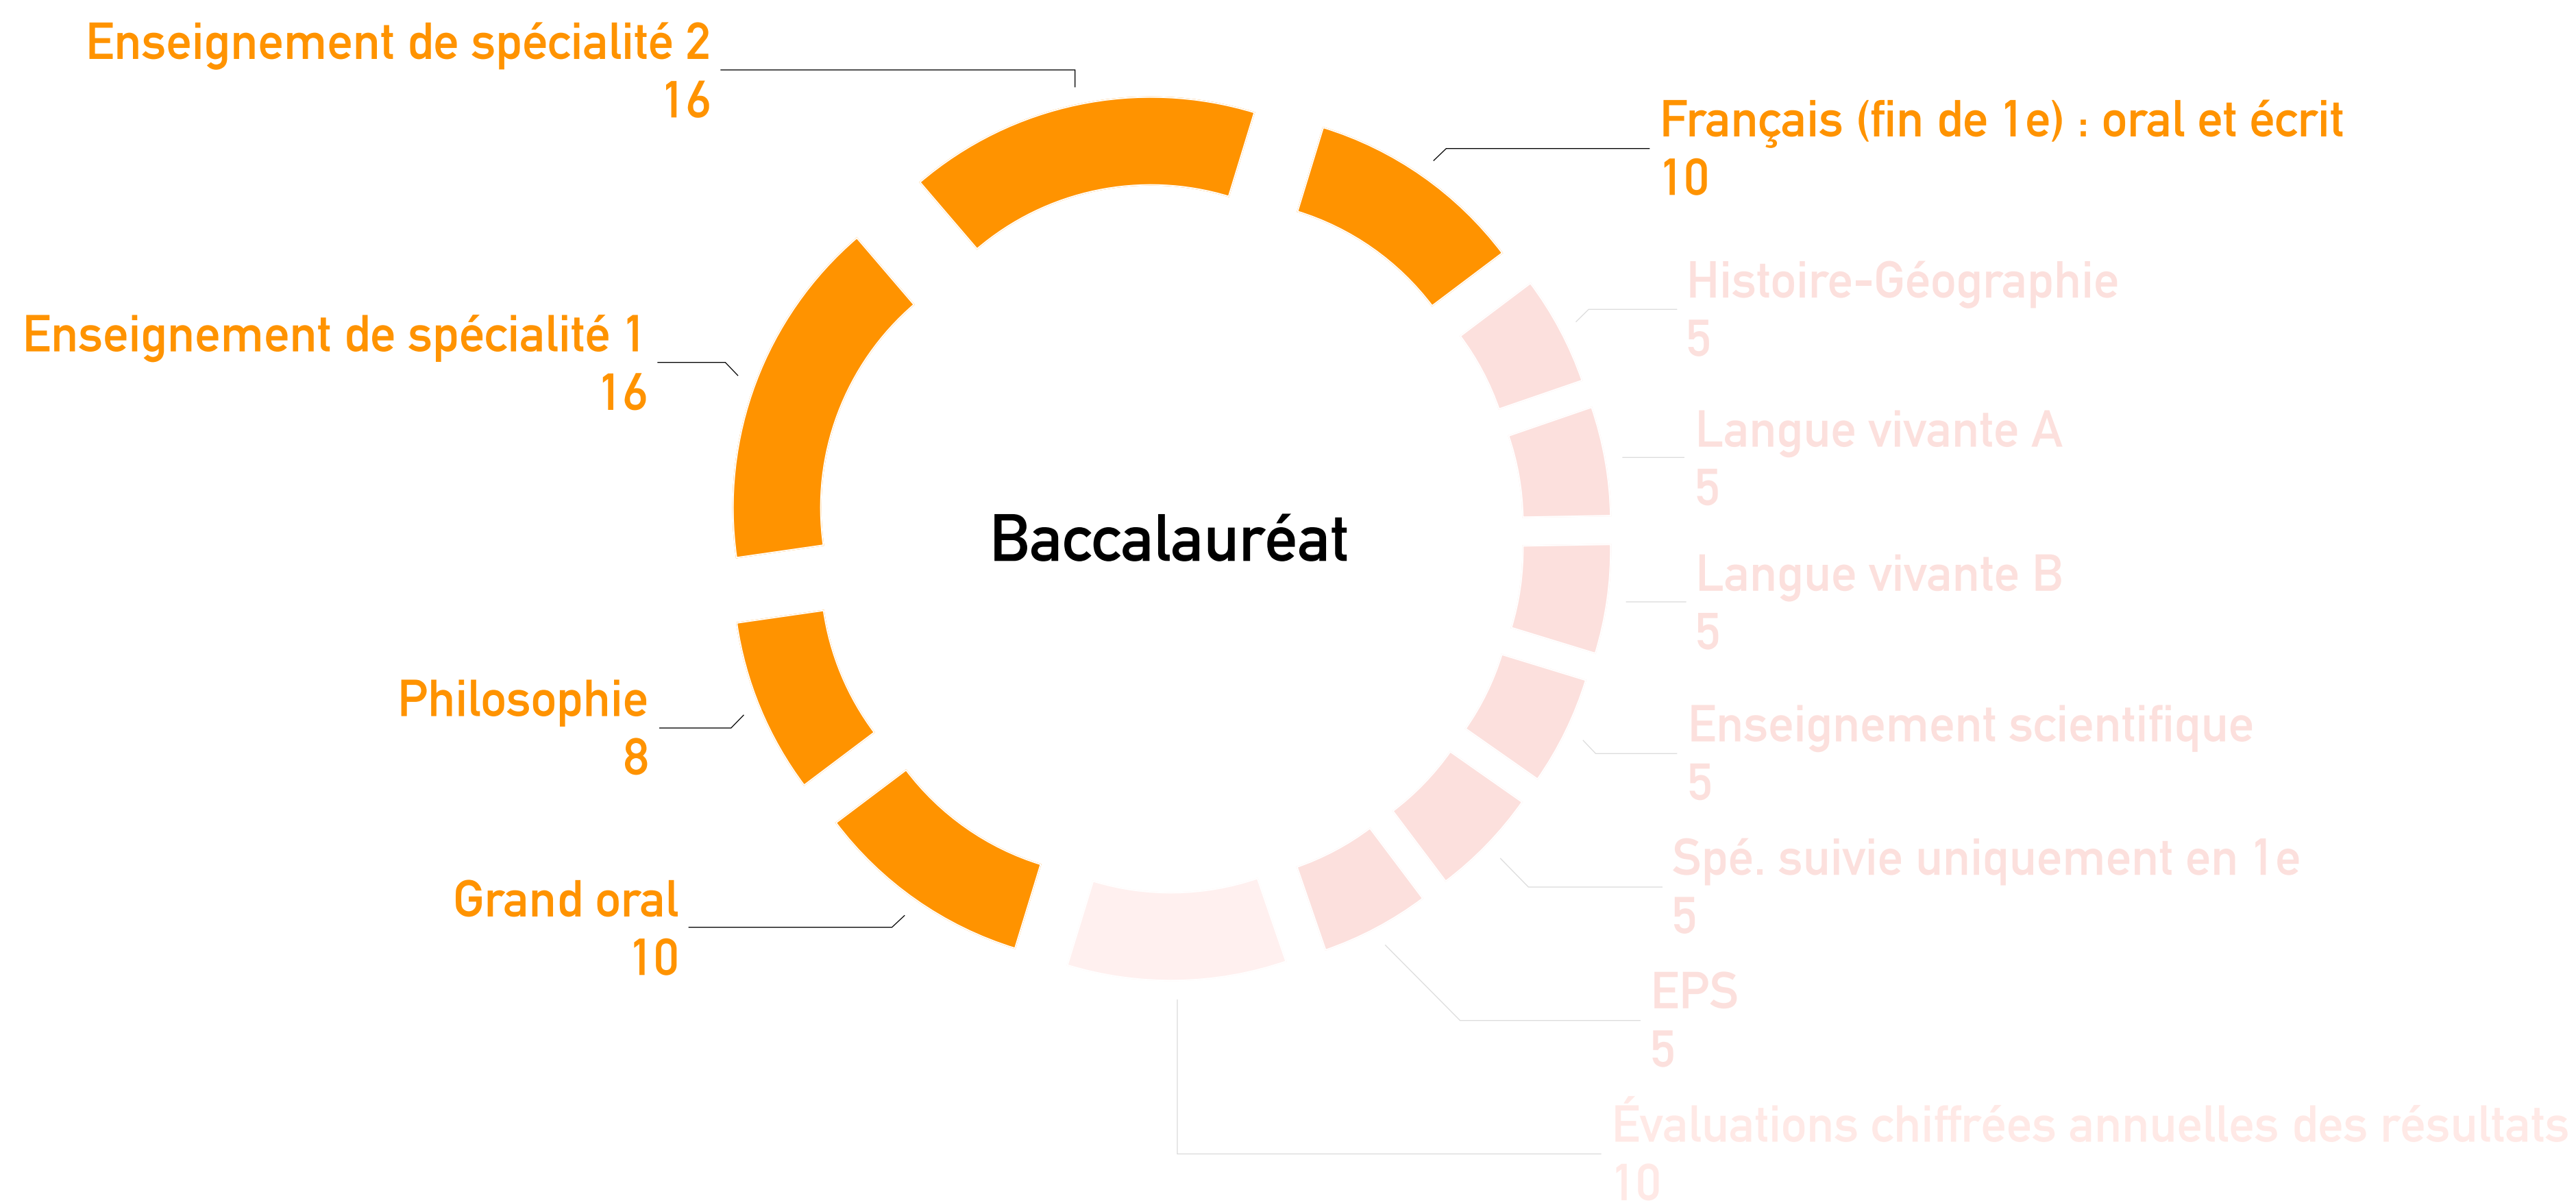 Enseignement de spécialité 2
16
Français (fin de 1e) : oral et écrit
10
Histoire-Géographie
5
Enseignement de spécialité 1
16
Langue vivante A
5
Baccalauréat
Langue vivante B
5
Philosophie
8
Enseignement scientifique
5
Spé. suivie uniquement en 1e
5
Grand oral
10
EPS
5
Évaluations chiffrées annuelles des résultats
10